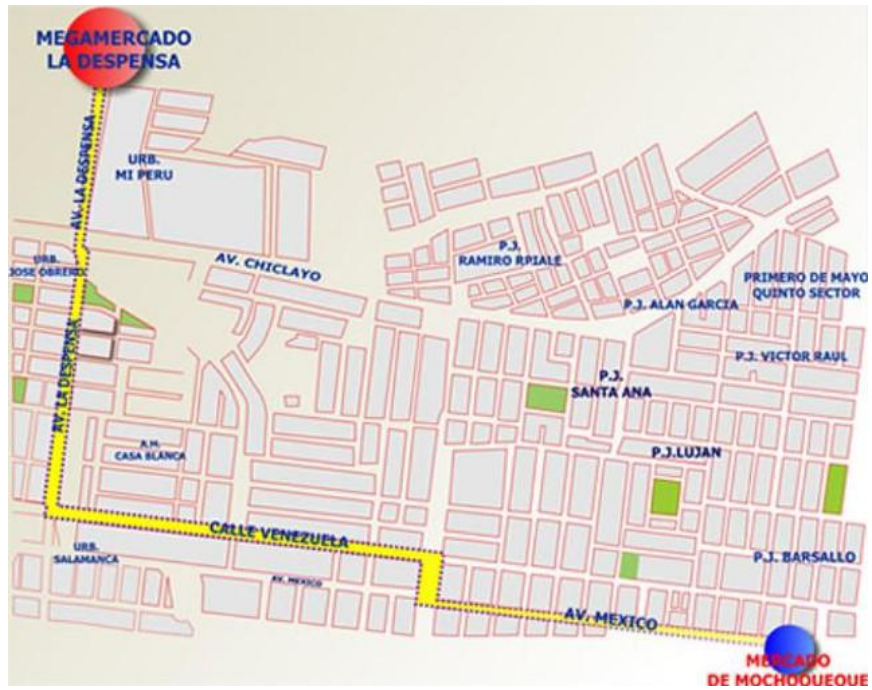 MEGAMERCADO
LA DESPENSA
AV. LA DESPENSA
URB.
MI PERU
AV. CHICLAYO
URB.
JOSE OBRERO
P.J.
RAMIRO RPIALE
P.J. ALAN GARCIA
PRIMERO DE MAYO
QUINTO SECTOR
P.J. VICTOR RAUL
AV. LA DESPENSA
P.J.
SANTA ANA
A.H.
CASA BLANCA
P.J.LUJAN
CALLE VENEZUELA
URB.
SALAMANCA
AV. MEXICO
P.J. BARSALLO
AV. MEXICO
MERCADO
DE MOCHOQUEQUE